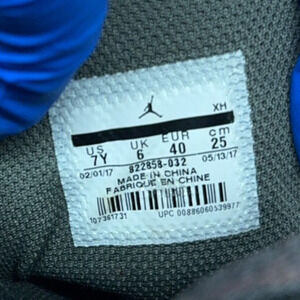 XH
US UK EUR cm
7Y 6 40 25
02/01/17 822858-032 05/13/17
MADE IN CHINA
FABRIQUE EN CHINE
107361731 UPC 00886060539977